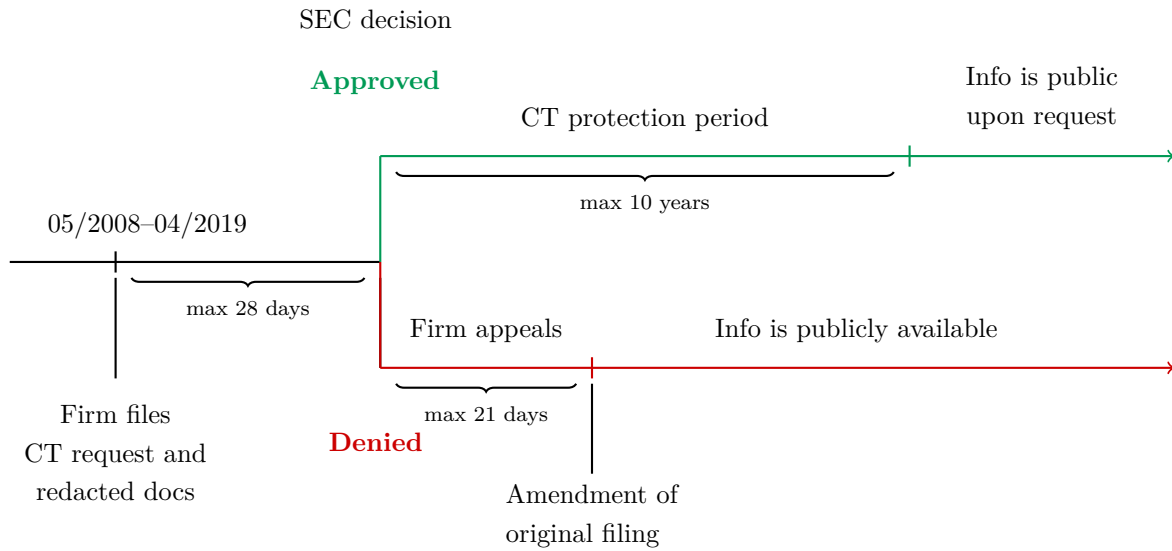 SEC decision
Approved
Info is public
upon request
CT protection period
max 10 years
05/2008–04/2019
max 28 days
Firm appeals
Info is publicly available
max 21 days
Firm files
CT request and
redacted docs
Denied
Amendment of
original filing